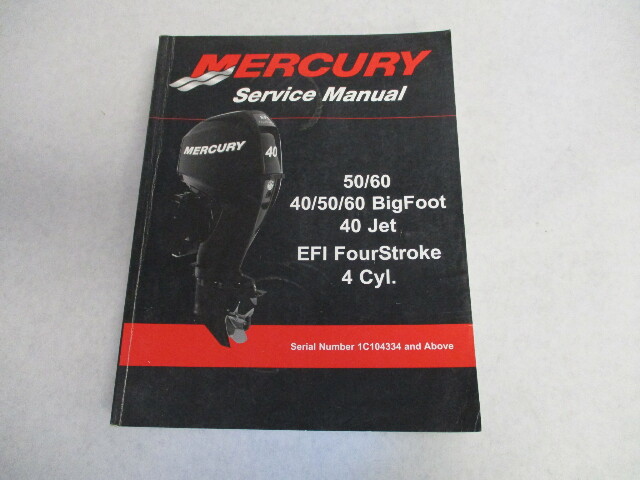 MERCURY
Service Manual
MERCURY
40
50/60
40/50/60 BigFoot
40 Jet
EFI FourStroke
4 Cyl.
Serial Number 1C104334 and Above